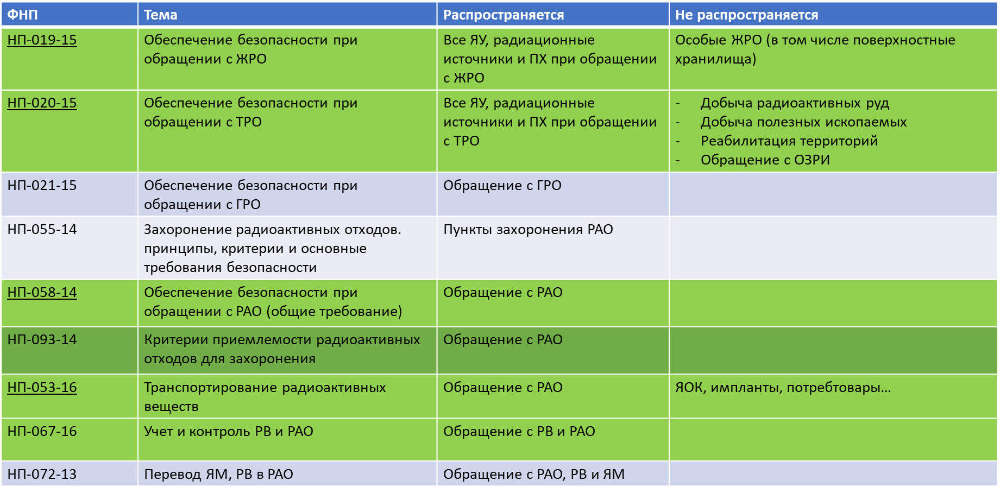 ФНП
Тема
Распространяется
Не распространяется
НП-019-15
Обеспечение безопасности при
обращении с ЖРО
Все ЯУ, радиационные
источники и ПХ при обращении
с ЖРО
Особые ЖРО (в том числе поверхностные
хранилища)
НП-020-15
Обеспечение безопасности при
обращении с ТРО
Все ЯУ, радиационные
источники и ПХ при обращении
с ТРО
- Добыча радиоактивных руд
- Добыча полезных ископаемых
- Реабилитация территорий
- Обращение с ОЗРИ
НП-021-15
Обеспечение безопасности при
обращении с ГРО
Обращение с ГРО
НП-055-14
Захоронение радиоактивных отходов.
принципы, критерии и основные
требования безопасности
Пункты захоронения РАО
НП-058-14
Обеспечение безопасности при
обращении с РАО (общие требование)
Обращение с РАО
НП-093-14
Критерии приемлемости радиоактивных
отходов для захоронения
Обращение с РАО
НП-053-16
Транспортирование радиоактивных
веществ
Обращение с РАО
ЯОК, импланты, потребтовары...
НП-067-16
Учет и контроль РВ и РАО
Обращение с РВ и РАО
НП-072-13
Перевод ЯМ, РВ в РАО
Обращение с РАО, РВ и ЯМ